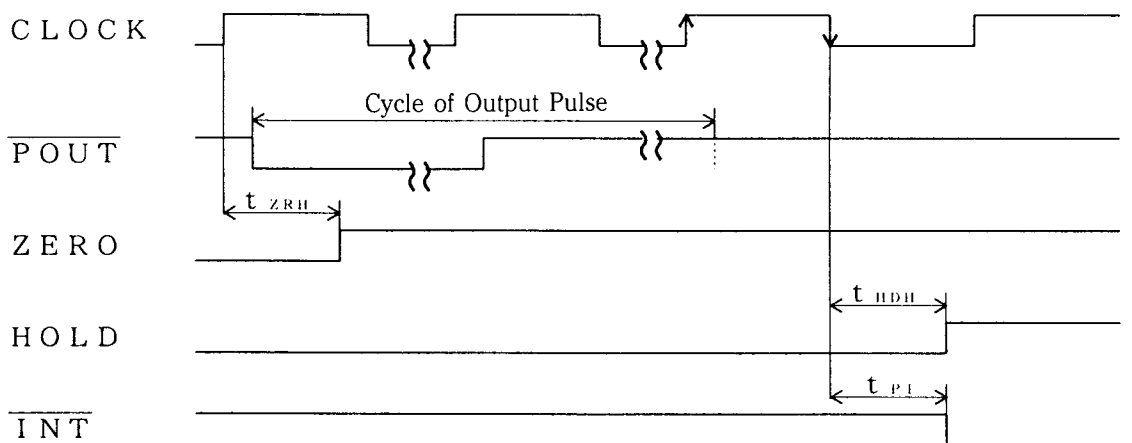 CLOCK
Cycle of Output Pulse
POUT
t ZRH
ZERO
t HDH
HOLD
t PI
INT